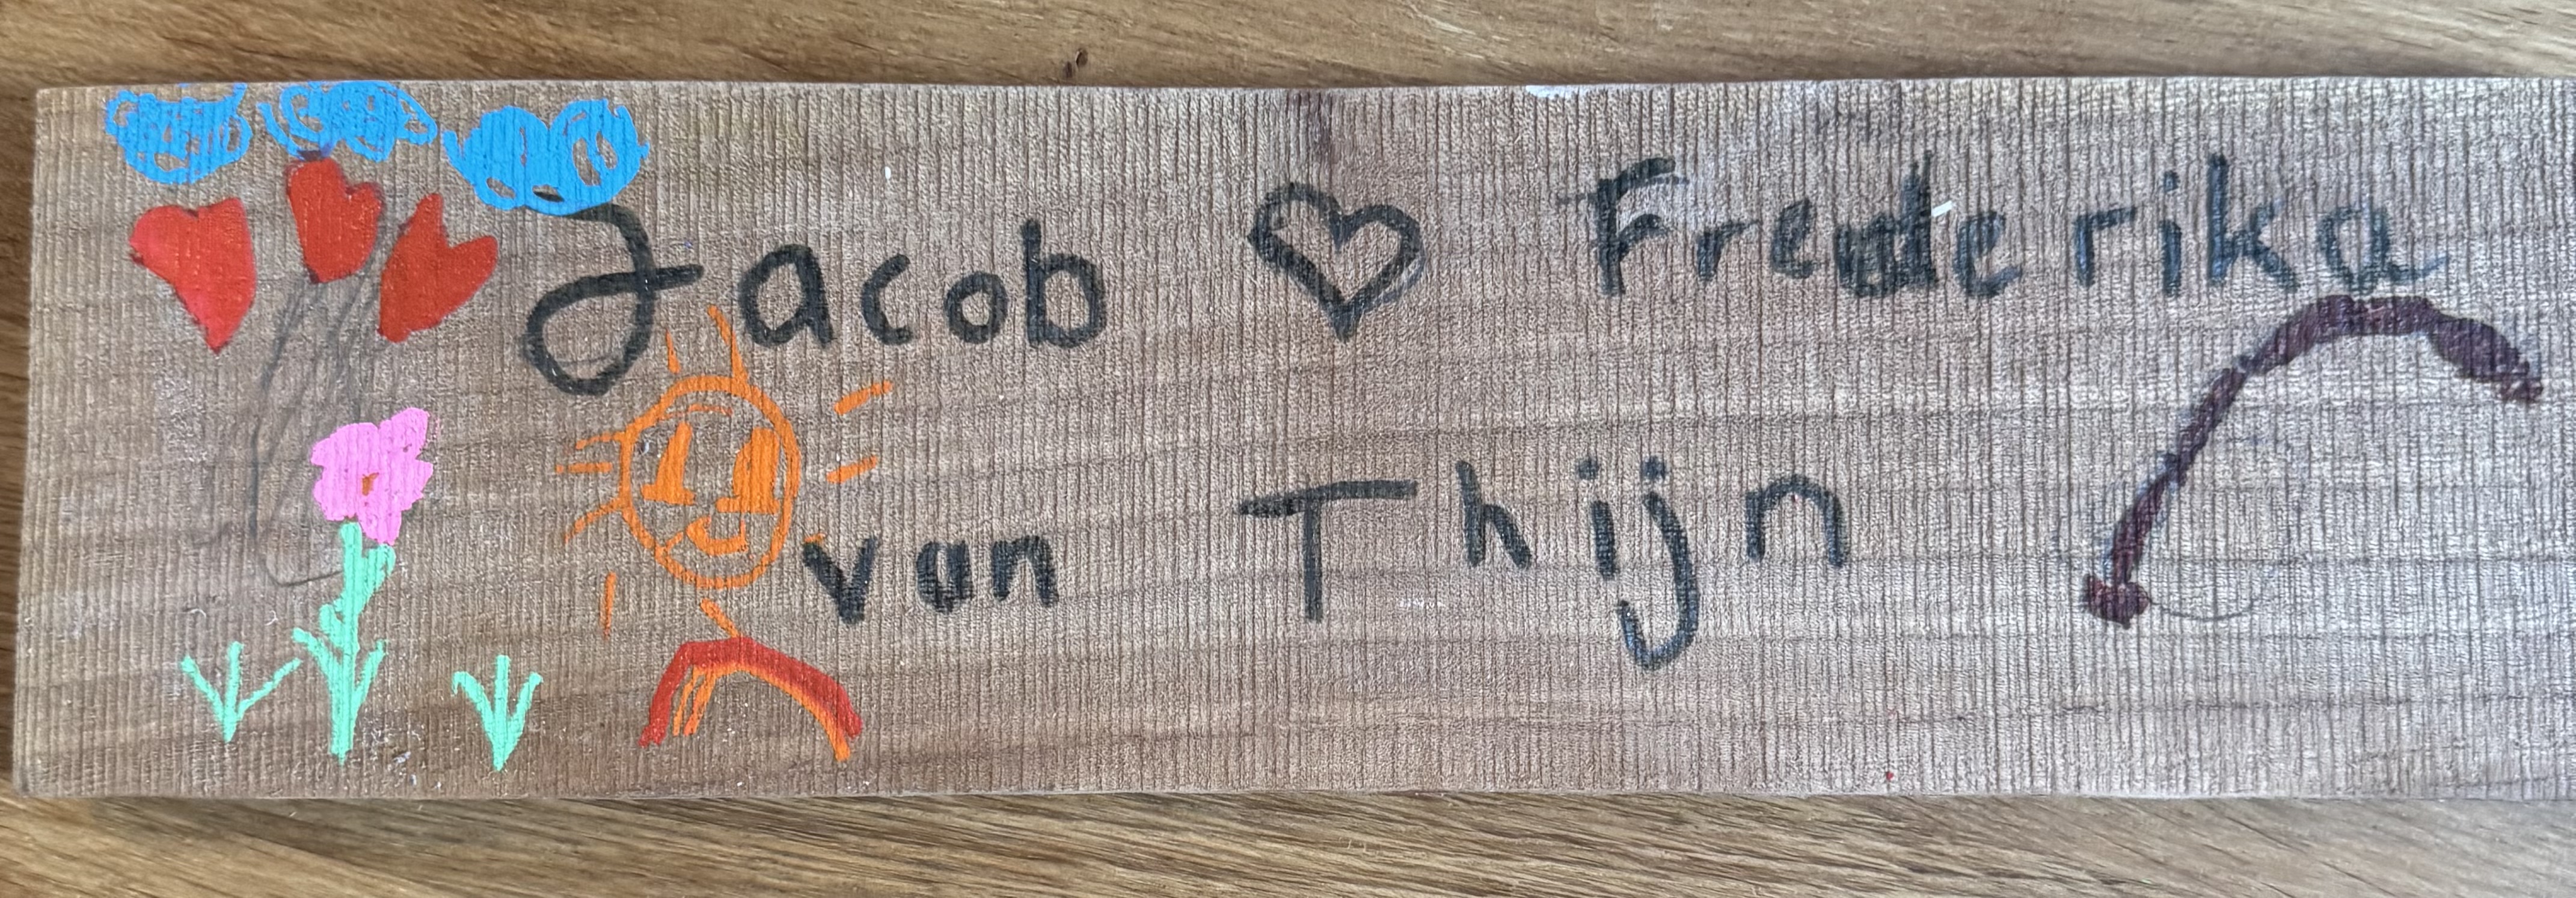 Jacob ♡ Frederika
van Thijn